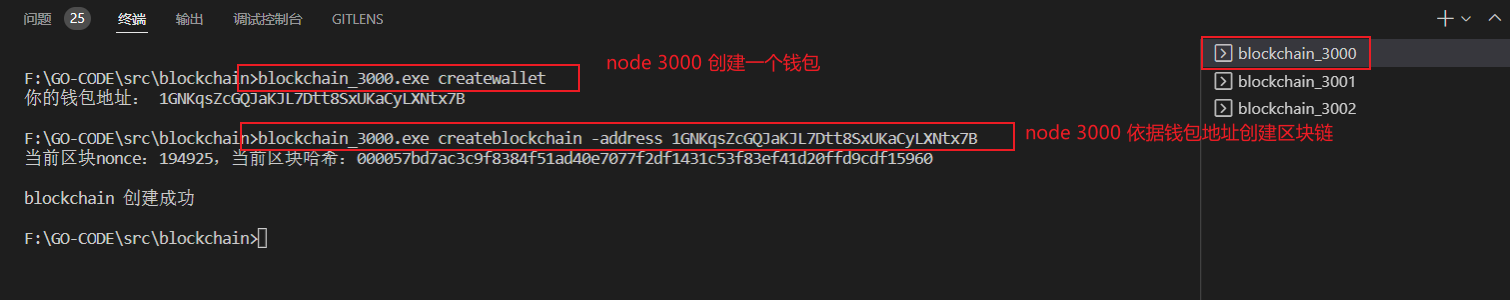 问题 25 终端 输出 调试控制台 GITLENS
blockchain_3000
blockchain_3001
blockchain_3002
F:\GO-CODE\src\blockchain>blockchain_3000.exe createwallet
node 3000 创建一个钱包
你的钱包地址: 1GNKqsZcGQJaKJL7Dtt8SxUKaCyLXNtx7B
F:\GO-CODE\src\blockchain>blockchain_3000.exe createblockchain -address 1GNKqsZcGQJaKJL7Dtt8SxUKaCyLXNtx7B
node 3000 依据钱包地址创建区块链
当前区块nonce：194925，当前区块哈希：000057bd7ac3c9f8384f51ad40e7077f2df1431c53f83ef41d20ffd9cdf15960
blockchain 创建成功
F:\GO-CODE\src\blockchain>